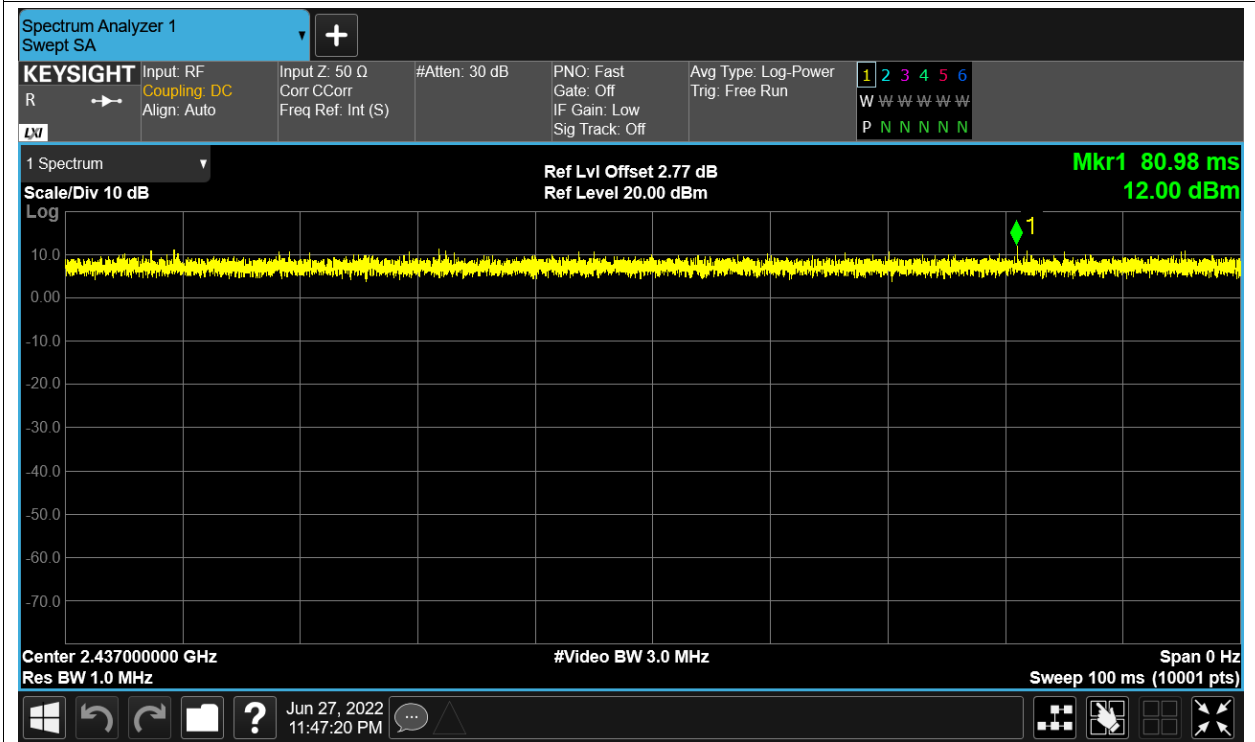 Spectrum Analyzer 1
Swept SA
▼
+
KEYSIGHT
R
LXI
Input: RF
Coupling: DC
Align: Auto
Input Z: 50 Ω
Corr CCorr
Freq Ref: Int (S)
#Atten: 30 dB
PNO: Fast
Gate: Off
IF Gain: Low
Sig Track: Off
Avg Type: Log-Power
Trig: Free Run
1 2 3 4 5 6
W W W W W W
P N N N N N
1 Spectrum
▼
Scale/Div 10 dB
Ref Lvl Offset 2.77 dB
Ref Level 20.00 dBm
Mkr1 80.98 ms
12.00 dBm
Log
1
10.0
0.00
-10.0
-20.0
-30.0
-40.0
-50.0
-60.0
-70.0
Center 2.437000000 GHz
Res BW 1.0 MHz
#Video BW 3.0 MHz
Span 0 Hz
Sweep 100 ms (10001 pts)
?
Jun 27, 2022
11:47:20 PM